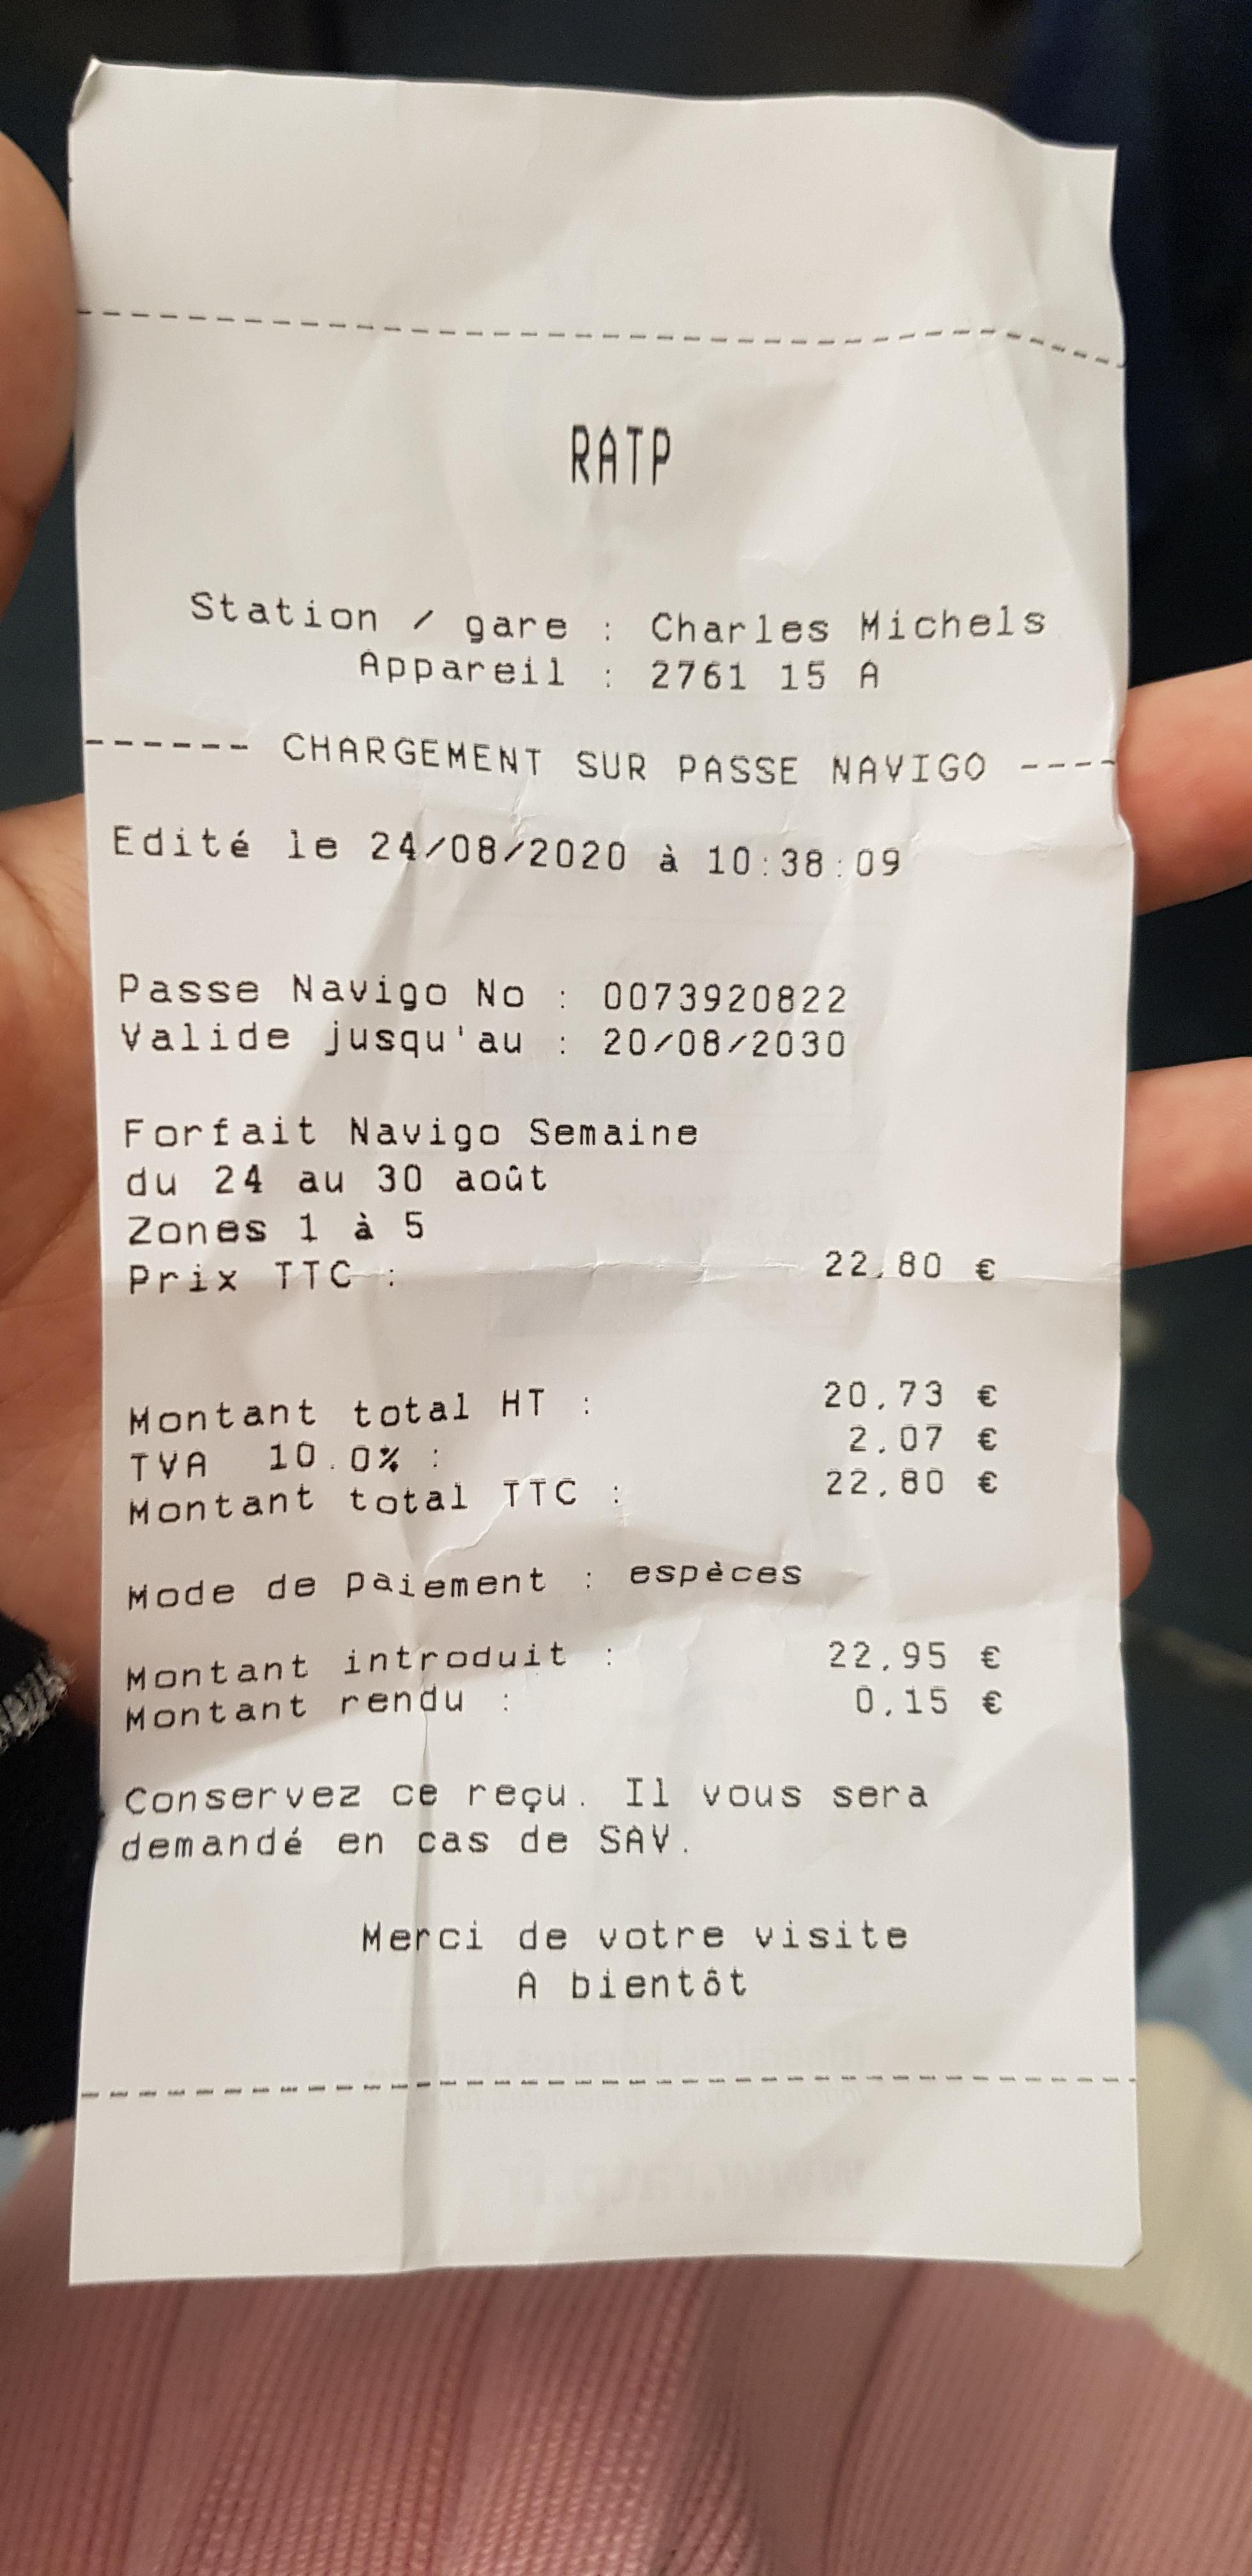 RATP
Station / gare : Charles Michels
Appareil : 2761 15 A
------ CHARGEMENT SUR PASSE NAVIGO ----
Edité le 24/08/2020 à 10:38:09
Passe Navigo No : 0073920822
Valide jusqu'au : 20/08/2030
Forfait Navigo Semaine
du 24 au 30 août
Zones 1 à 5
Prix TTC : 22,80 €
Montant total HT : 20,73 €
TVA 10.0% : 2,07 €
Montant total TTC : 22,80 €
Mode de paiement : espèces
Montant introduit : 22,95 €
Montant rendu : 0,15 €
Conservez ce reçu. Il vous sera
demandé en cas de SAV.
Merci de votre visite
A bientôt